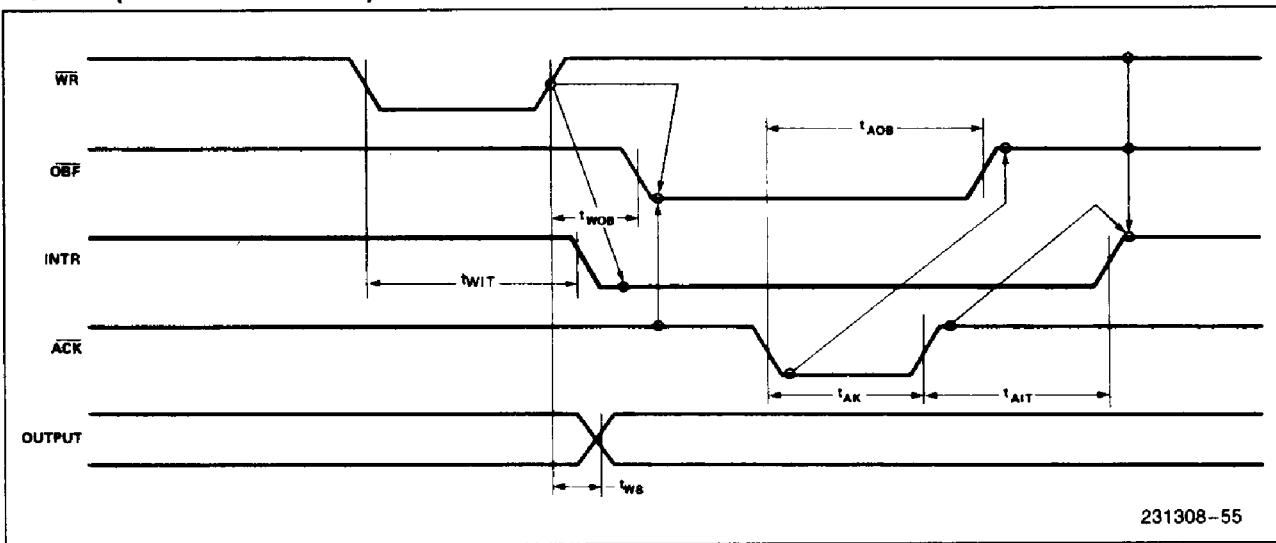 WR
t_AOB
OBF
t_WOB
INTR
t_WIT
ACK
t_AK
t_AIT
OUTPUT
t_WB
231308-55